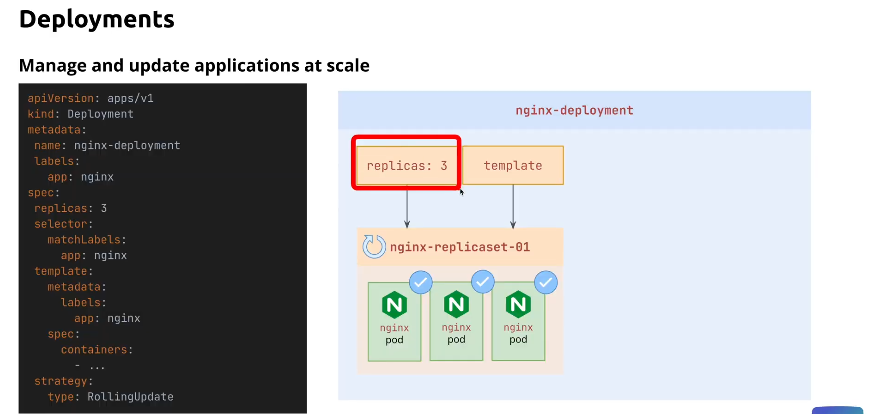 Deployments
Manage and update applications at scale
apiVersion: apps/v1
kind: Deployment
metadata:
  name: nginx-deployment
  labels:
    app: nginx
spec:
  replicas: 3
  selector:
    matchLabels:
      app: nginx
  template:
    metadata:
      labels:
        app: nginx
    spec:
      containers:
        - ...
  strategy:
    type: RollingUpdate
nginx-deployment
replicas: 3
template
nginx-replicaset-01
N
nginx
pod
N
nginx
pod
N
nginx
pod